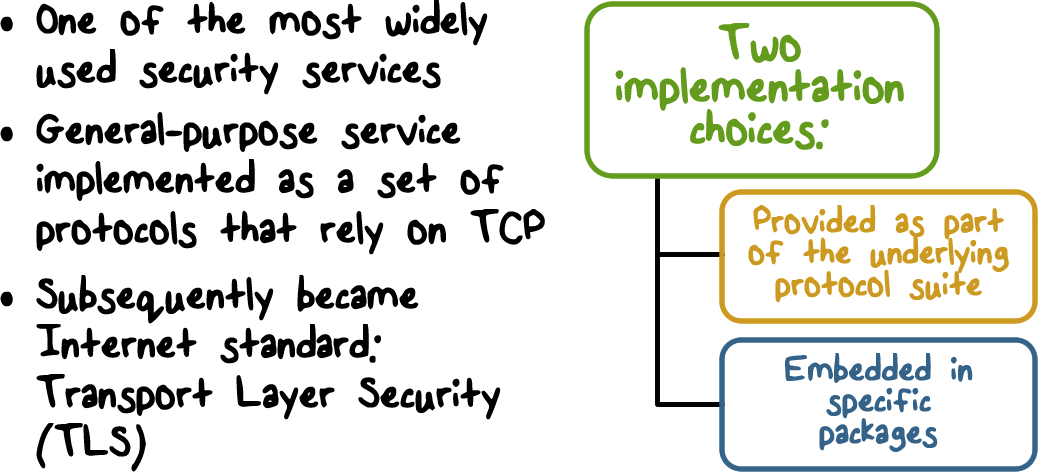 • One of the most widely
used security services
• General-purpose service
implemented as a set of
protocols that rely on TCP
• Subsequently became
Internet standard:
Transport Layer Security
(TLS)
Two
implementation
choices:
Provided as part
of the underlying
protocol suite
Embedded in
specific
packages